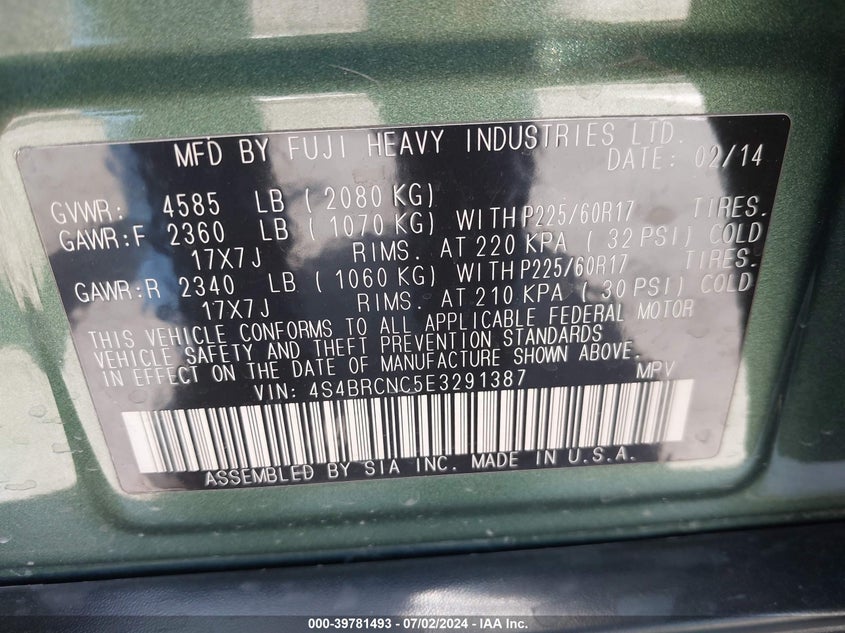 MFD BY FUJI HEAVY INDUSTRIES LTD.
DATE: 02/14
GVWR: 4585 LB ( 2080 KG)
GAWR:F 2360 LB ( 1070 KG) WITH P225/60R17 TIRES.
17X7J RIMS. AT 220 KPA ( 32 PSI) COLD
GAWR:R 2340 LB ( 1060 KG) WITH P225/60R17 TIRES.
17X7J RIMS. AT 210 KPA ( 30 PSI) COLD
THIS VEHICLE CONFORMS TO ALL APPLICABLE FEDERAL MOTOR
VEHICLE SAFETY AND THEFT PREVENTION STANDARDS
IN EFFECT ON THE DATE OF MANUFACTURE SHOWN ABOVE.
VIN: 4S4BRCNC5E3291387 MPV
ASSEMBLED BY SIA INC. MADE IN U.S.A.
000-39781493 - 07/02/2024 - IAA Inc.